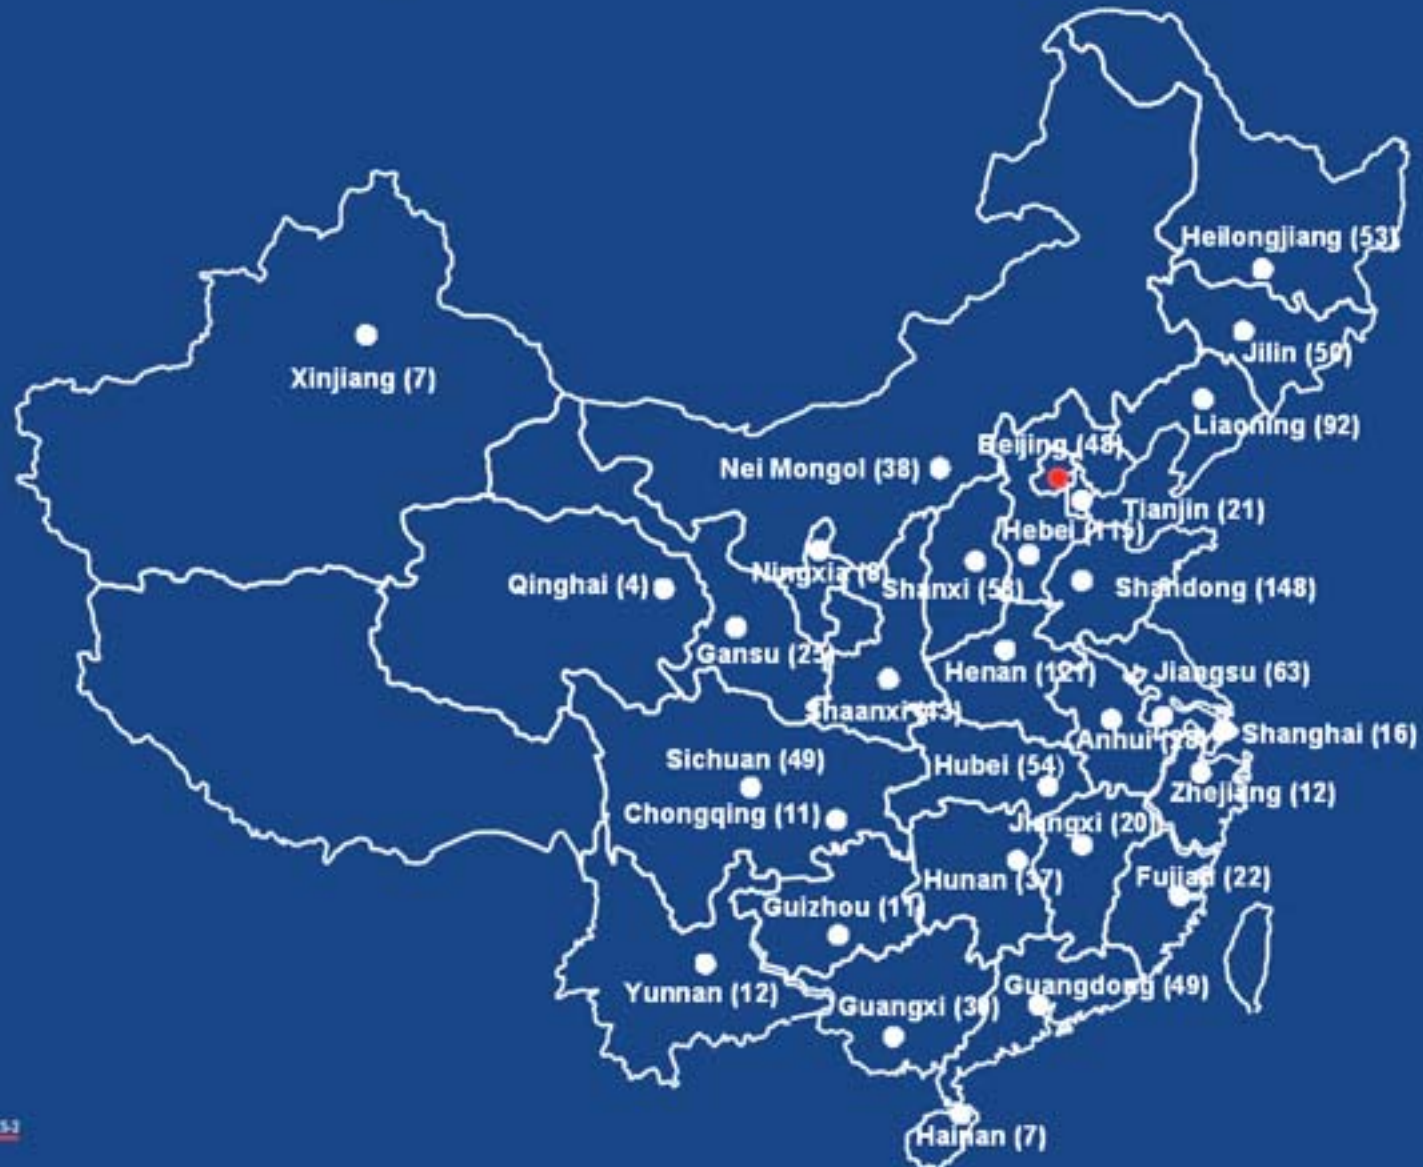 Heilongjiang (53)
Jilin (50)
Xinjiang (7)
Liaoning (92)
Beijing (48)
Nei Mongol (38)
Tianjin (21)
Hebei (115)
Ningxia (8)
Qinghai (4)
Shanxi (58)
Shandong (148)
Gansu (25)
Henan (121)
Jiangsu (63)
Shaanxi (43)
Anhui
Shanghai (16)
Sichuan (49)
Hubei (54)
Zhejiang (12)
Chongqing (11)
Jiangxi (20)
Hunan (37)
Fujian (22)
Guizhou (11)
Guangdong (49)
Yunnan (12)
Guangxi
Hainan (7)